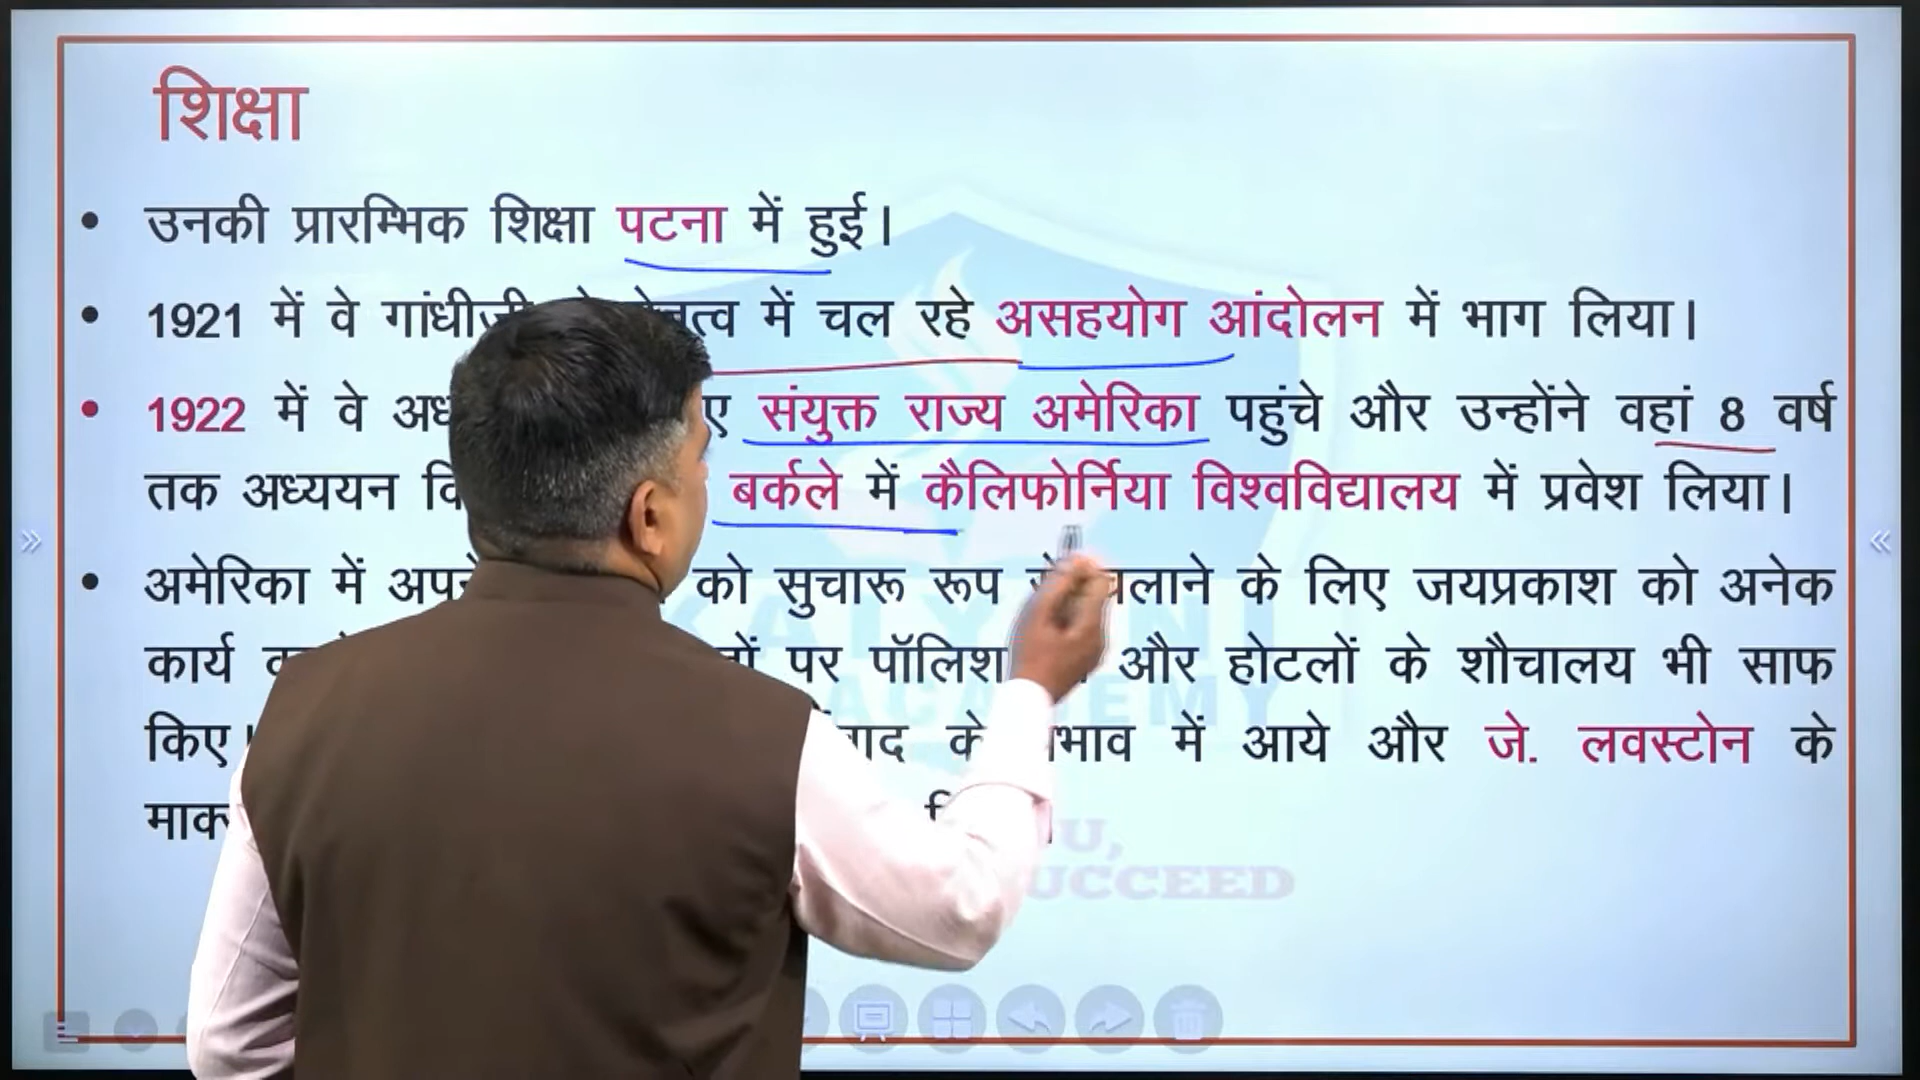 शिक्षा
• उनकी प्रारम्भिक शिक्षा पटना में हुई।
• 1921 में वे में चल रहे असहयोग आंदोलन में भाग लिया।
• 1922 में वे संयुक्त राज्य अमेरिका पहुंचे और उन्होंने वहां 8 वर्ष
तक अध्ययन बर्कले में कैलिफोर्निया विश्वविद्यालय में प्रवेश लिया।
• अमेरिका में को सुचारू रूप के लिए जयप्रकाश को अनेक
कार्य पर पॉलिश और होटलों के शौचालय भी साफ
किए। में आये और जे. लवस्टोन के
ACADEMY